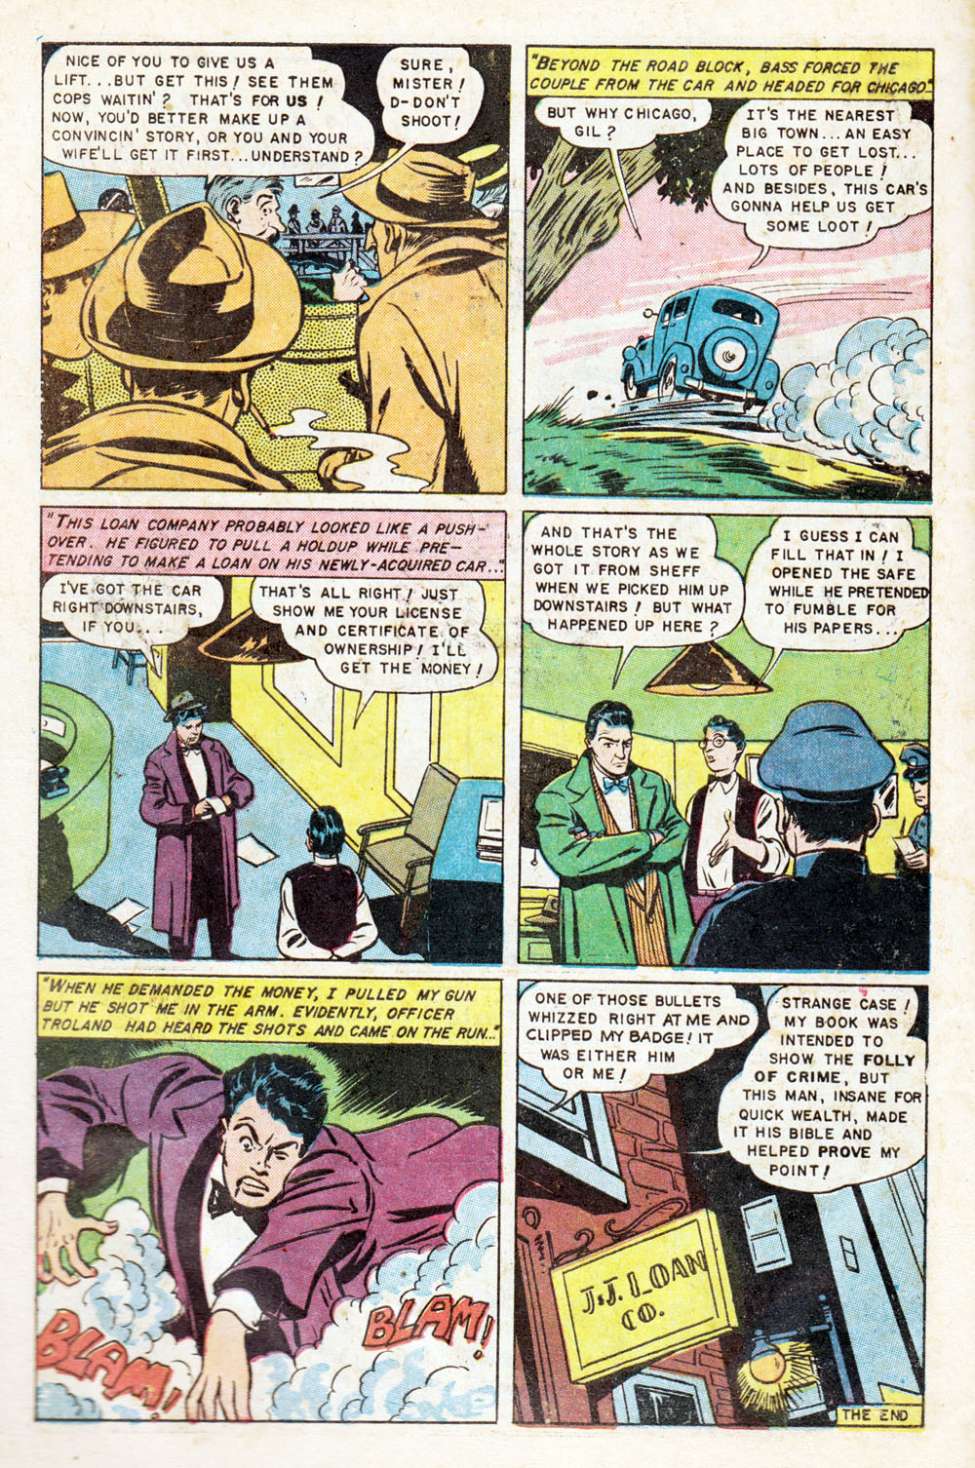 NICE OF YOU TO GIVE US A
LIFT...BUT GET THIS! SEE THEM
COPS WAITIN'? THAT'S FOR US!
NOW, YOU'D BETTER MAKE UP A
CONVINCIN' STORY, OR YOU AND YOUR
WIFE'LL GET IT FIRST...UNDERSTAND?
SURE,
MISTER!
D-DON'T
SHOOT!
"BEYOND THE ROAD BLOCK, BASS FORCED THE
COUPLE FROM THE CAR AND HEADED FOR CHICAGO."
BUT WHY CHICAGO,
GIL?
IT'S THE NEAREST
BIG TOWN...AN EASY
PLACE TO GET LOST...
LOTS OF PEOPLE!
AND BESIDES, THIS CAR'S
GONNA HELP US GET
SOME LOOT!
"THIS LOAN COMPANY PROBABLY LOOKED LIKE A PUSH-
OVER. HE FIGURED TO PULL A HOLDUP WHILE PRE-
TENDING TO MAKE A LOAN ON HIS NEWLY-ACQUIRED CAR..."
I'VE GOT THE CAR
RIGHT DOWNSTAIRS,
IF YOU...
THAT'S ALL RIGHT! JUST
SHOW ME YOUR LICENSE
AND CERTIFICATE OF
OWNERSHIP! I'LL
GET THE MONEY!
AND THAT'S THE
WHOLE STORY AS WE
GOT IT FROM SHEFF
WHEN WE PICKED HIM UP
DOWNSTAIRS! BUT WHAT
HAPPENED UP HERE?
I GUESS I CAN
FILL THAT IN! I
OPENED THE SAFE
WHILE HE PRETENDED
TO FUMBLE FOR
HIS PAPERS...
"WHEN HE DEMANDED THE MONEY, I PULLED MY GUN
BUT HE SHOT ME IN THE ARM. EVIDENTLY, OFFICER
TROLAND HAD HEARD THE SHOTS AND CAME ON THE RUN..."
BLAM!
BLAM!
ONE OF THOSE BULLETS
WHIZZED RIGHT AT ME AND
CLIPPED MY BADGE! IT
WAS EITHER HIM
OR ME!
STRANGE CASE!
MY BOOK WAS
INTENDED TO
SHOW THE FOLLY
OF CRIME, BUT
THIS MAN, INSANE FOR
QUICK WEALTH, MADE
IT HIS BIBLE AND
HELPED PROVE MY
POINT!
J.J. LOAN
CO.
THE END